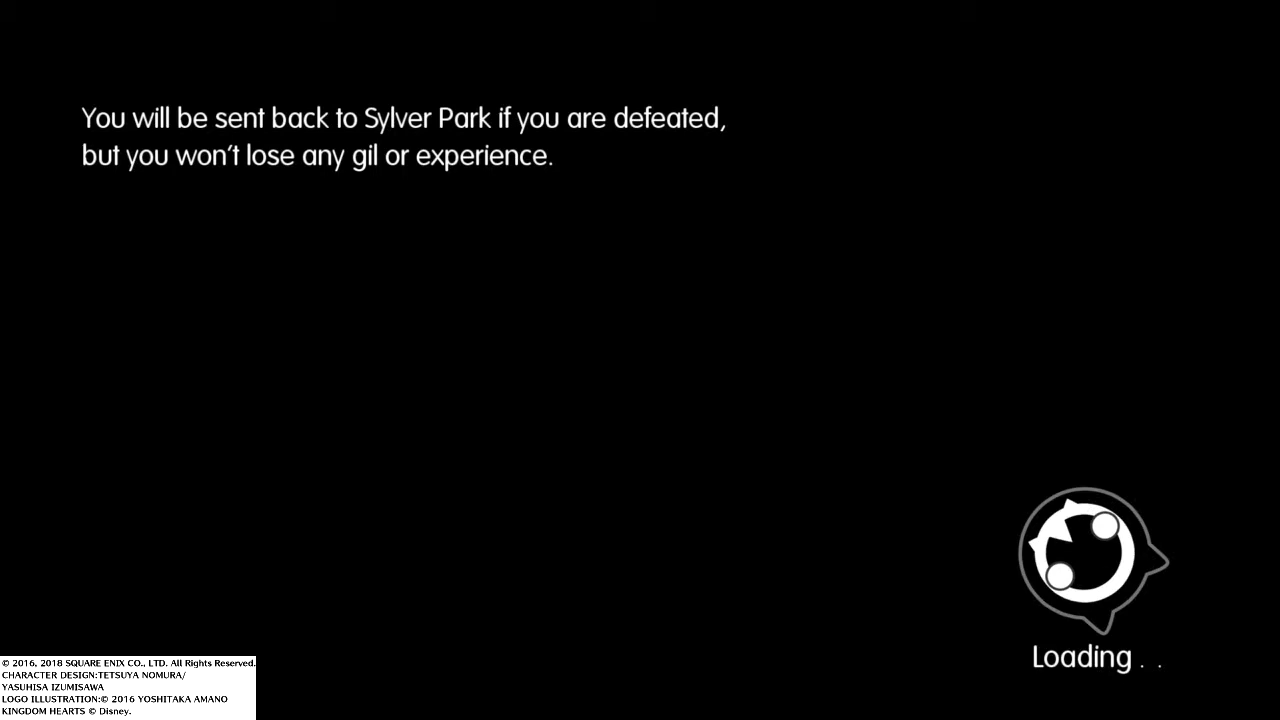 You will be sent back to Sylver Park if you are defeated,
but you won't lose any gil or experience.
Loading . .
© 2016, 2018 SQUARE ENIX CO., LTD. All Rights Reserved.
CHARACTER DESIGN:TETSUYA NOMURA/
YASUHISA IZUMISAWA
LOGO ILLUSTRATION:© 2016 YOSHITAKA AMANO
KINGDOM HEARTS © Disney.